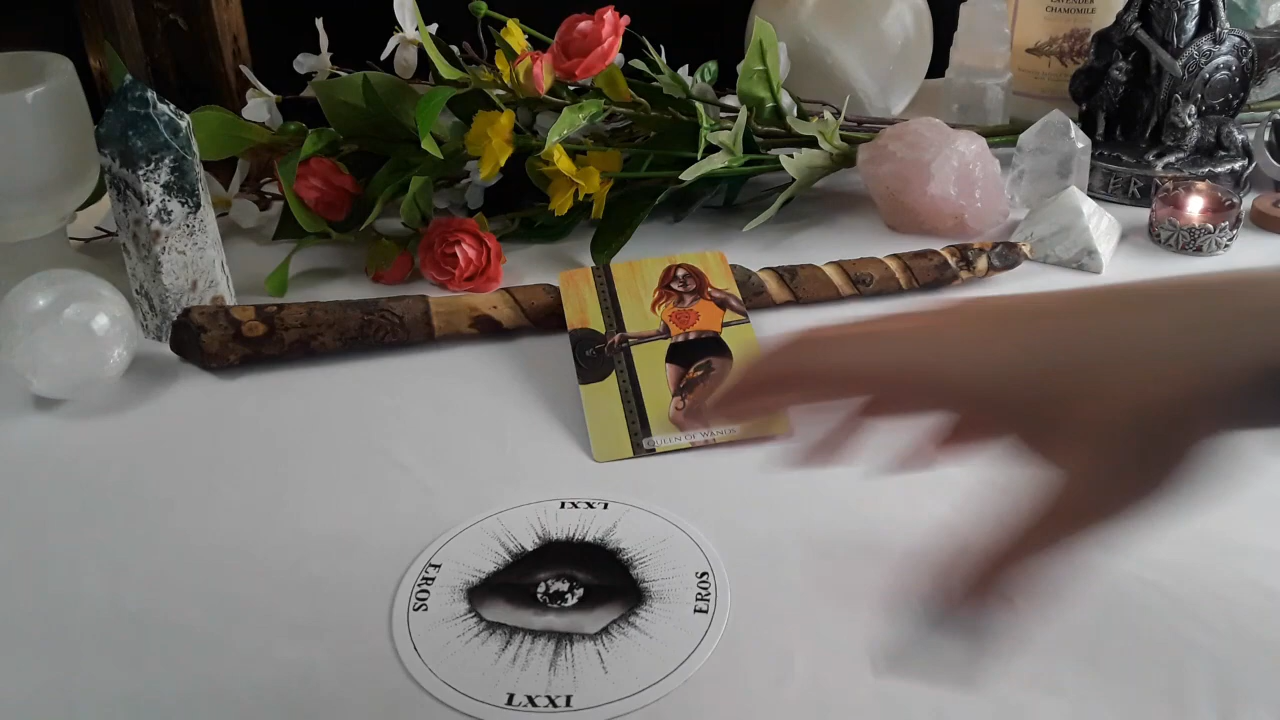 LAVENDER
CHAMOMILE
QUEEN OF WANDS
LXXI
EROS
EROS
LXXI